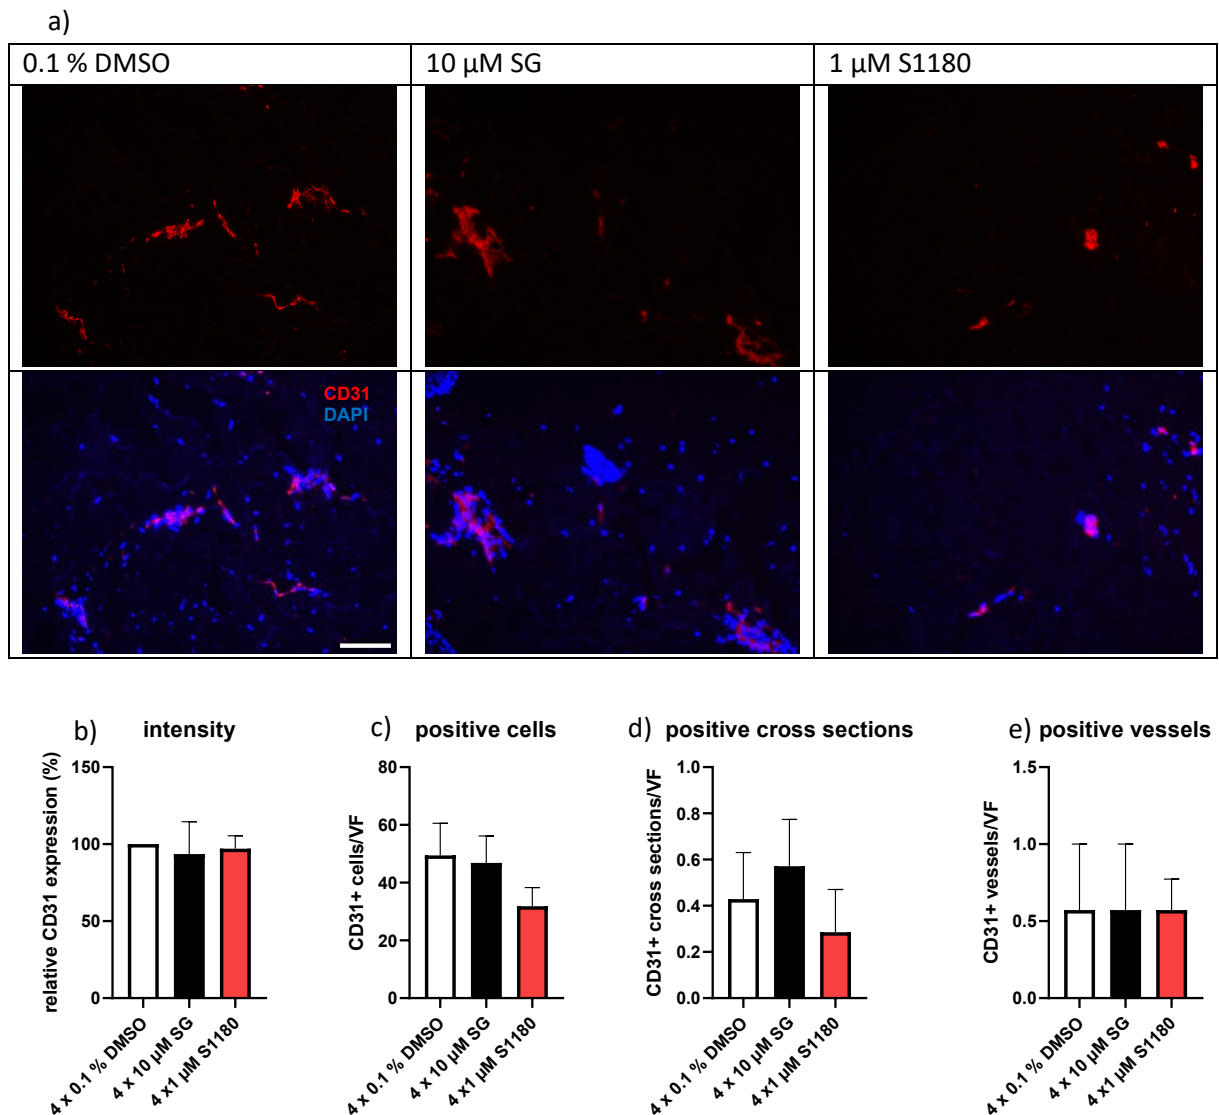 a)
0.1 % DMSO
10 µM SG
1 µM S1180
CD31
DAPI
b) intensity
relative CD31 expression (%)
150
100
50
0
4 x 0.1 % DMSO
4 x 10 µM SG
4 x1 µM S1180
c) positive cells
CD31+ cells/VF
80
60
40
20
0
4 x 0.1 % DMSO
4 x 10 µM SG
4 x1 µM S1180
d) positive cross sections
CD31+ cross sections/VF
1.0
0.8
0.6
0.4
0.2
0.0
4 x 0.1 % DMSO
4 x 10 µM SG
4 x1 µM S1180
e) positive vessels
CD31+ vessels/VF
1.5
1.0
0.5
0.0
4 x 0.1 % DMSO
4 x 10 µM SG
4 x1 µM S1180